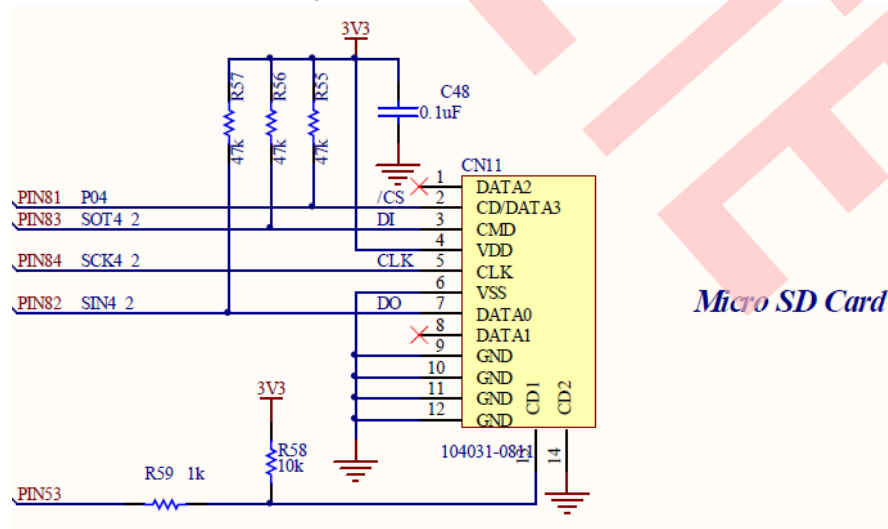 3V3
R57
R56
R55
47k
47k
47k
C48
0.1uF
CN11
1 DATA2
PIN81 P04 /CS 2 CD/DATA3
PIN83 SOT4_2 DI 3 CMD
4 VDD
PIN84 SCK4_2 CLK 5 CLK
6 VSS
PIN82 SIN4_2 DO 7 DATA0
8 DATA1
9 GND
10 GND
11 GND
12 GND
CD1
CD2
Micro SD Card
104031-0811
13
14
3V3
R58
10k
R59 1k
PIN53